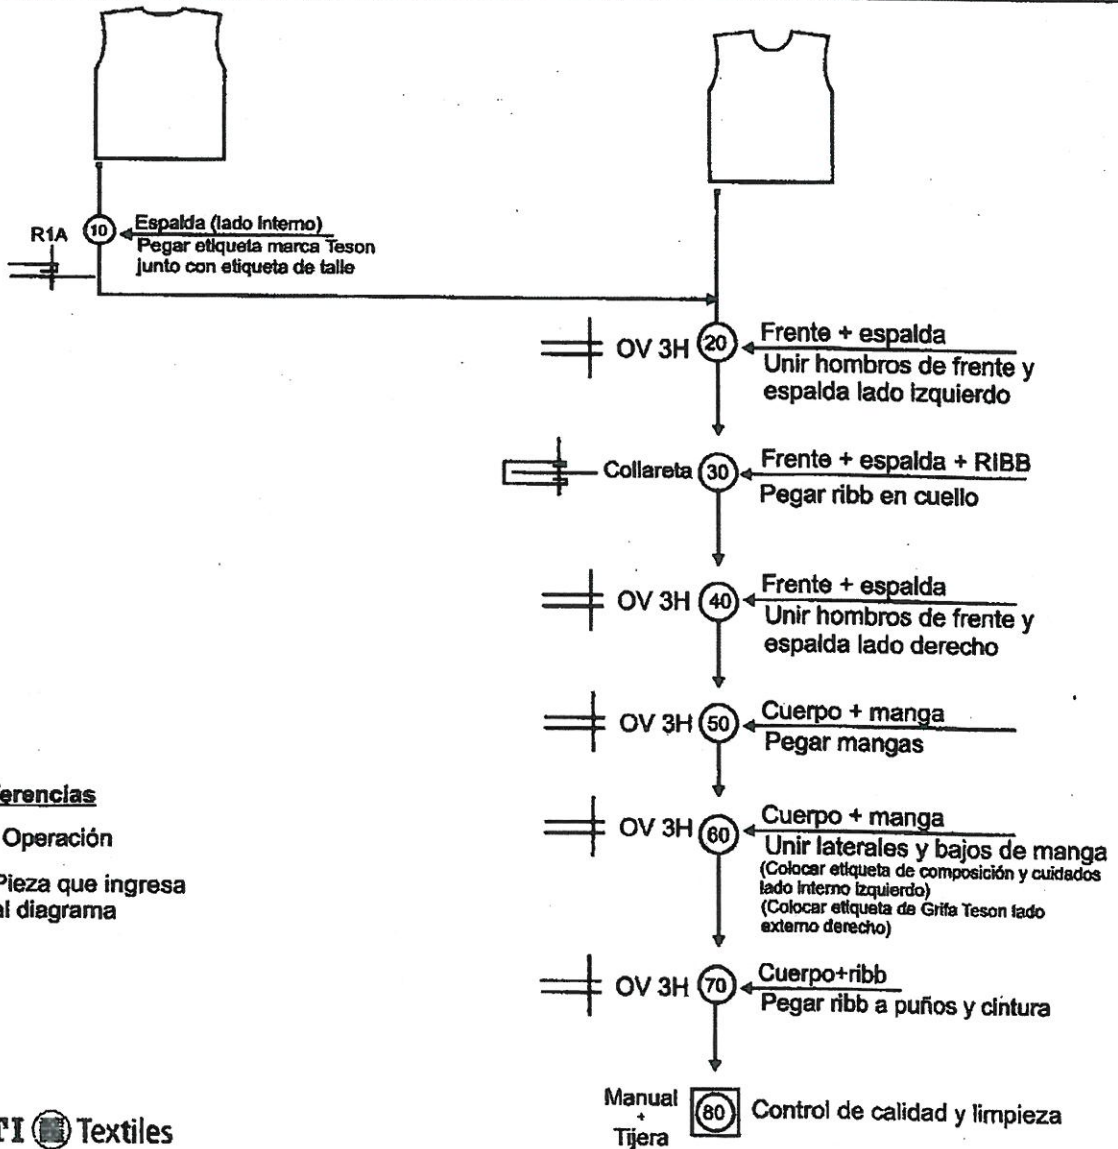 R1A
10
Espalda (lado interno)
Pegar etiqueta marca Teson
junto con etiqueta de talle
OV 3H
20
Frente + espalda
Unir hombros de frente y
espalda lado izquierdo
Collareta
30
Frente + espalda + RIBB
Pegar ribb en cuello
OV 3H
40
Frente + espalda
Unir hombros de frente y
espalda lado derecho
OV 3H
50
Cuerpo + manga
Pegar mangas
OV 3H
60
Cuerpo + manga
Unir laterales y bajos de manga
(Colocar etiqueta de composición y cuidados
lado interno izquierdo)
(Colocar etiqueta de Grifa Teson lado
externo derecho)
OV 3H
70
Cuerpo+ribb
Pegar ribb a puños y cintura
Manual
+
Tijera
80
Control de calidad y limpieza
erencias
Operación
Pieza que ingresa
al diagrama
TI Textiles